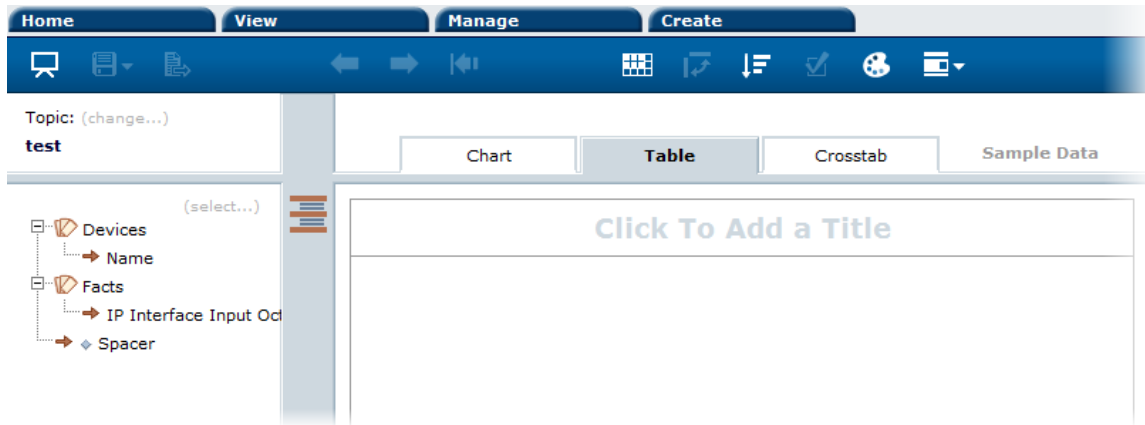 Home View Manage Create
Topic: (change...)
test
Chart Table Crosstab Sample Data
(select...)
Devices
Name
Facts
IP Interface Input Oct
Spacer
Click To Add a Title